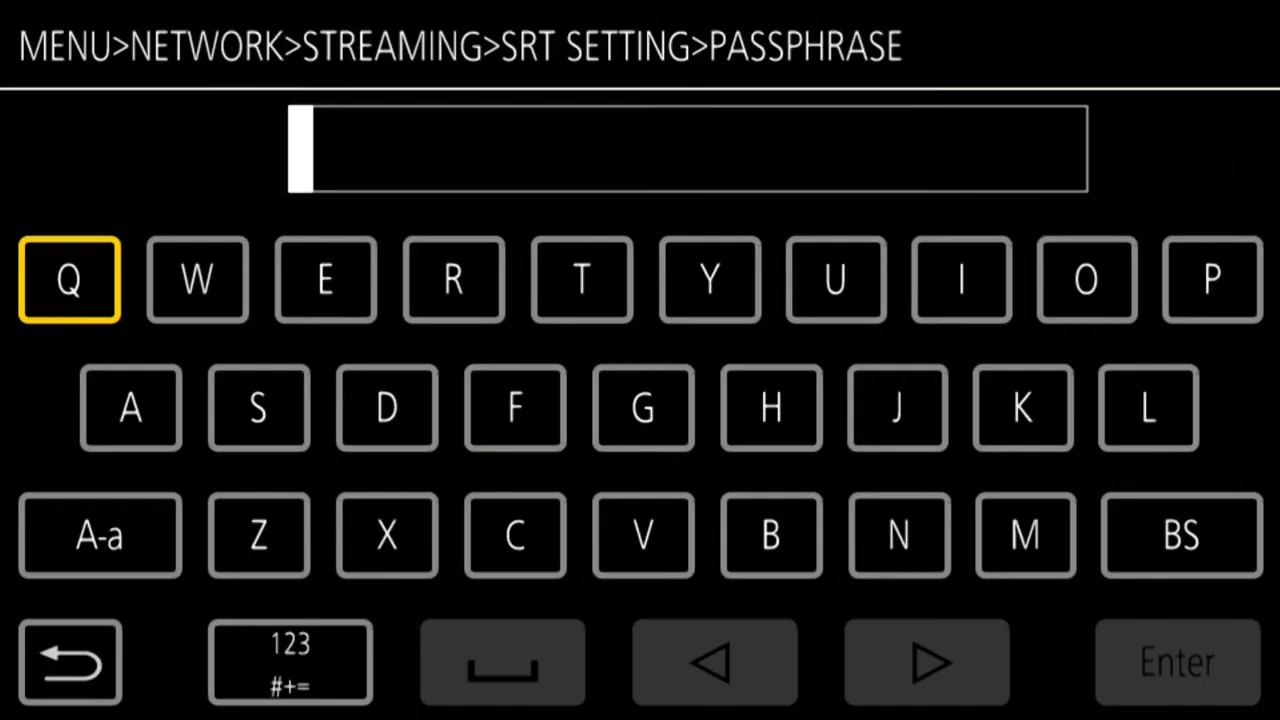 MENU>NETWORK>STREAMING>SRT SETTING>PASSPHRASE
Q W E R T Y U I O P
A S D F G H J K L
A-a Z X C V B N M BS
123
#+=
Enter